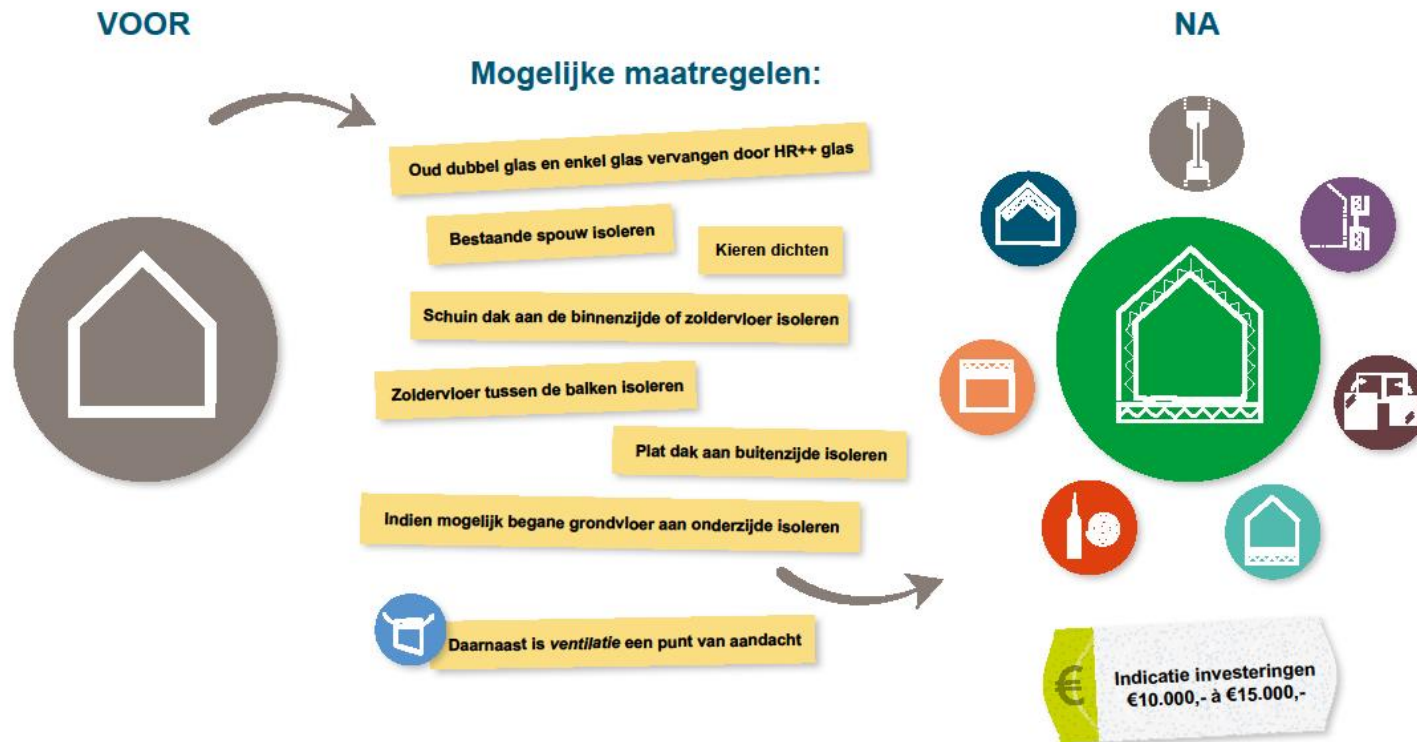 VOOR
NA
Mogelijke maatregelen:
Oud dubbel glas en enkel glas vervangen door HR++ glas
Bestaande spouw isoleren
Kieren dichten
Schuin dak aan de binnenzijde of zoldervloer isoleren
Zoldervloer tussen de balken isoleren
Plat dak aan buitenzijde isoleren
Indien mogelijk begane grondvloer aan onderzijde isoleren
Daarnaast is ventilatie een punt van aandacht
€
Indicatie investeringen
€10.000,- à €15.000,-